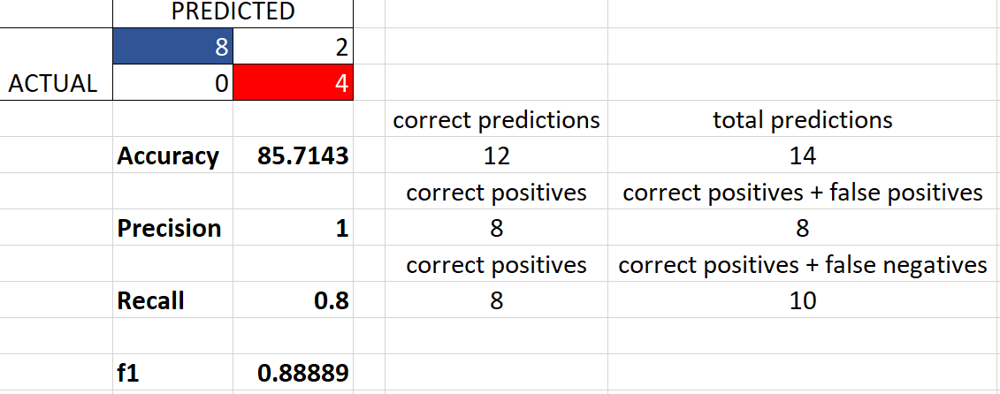 PREDICTED
8 2
ACTUAL 0 4
correct predictions total predictions
Accuracy 85.7143 12 14
correct positives correct positives + false positives
Precision 1 8 8
correct positives correct positives + false negatives
Recall 0.8 8 10
f1 0.88889